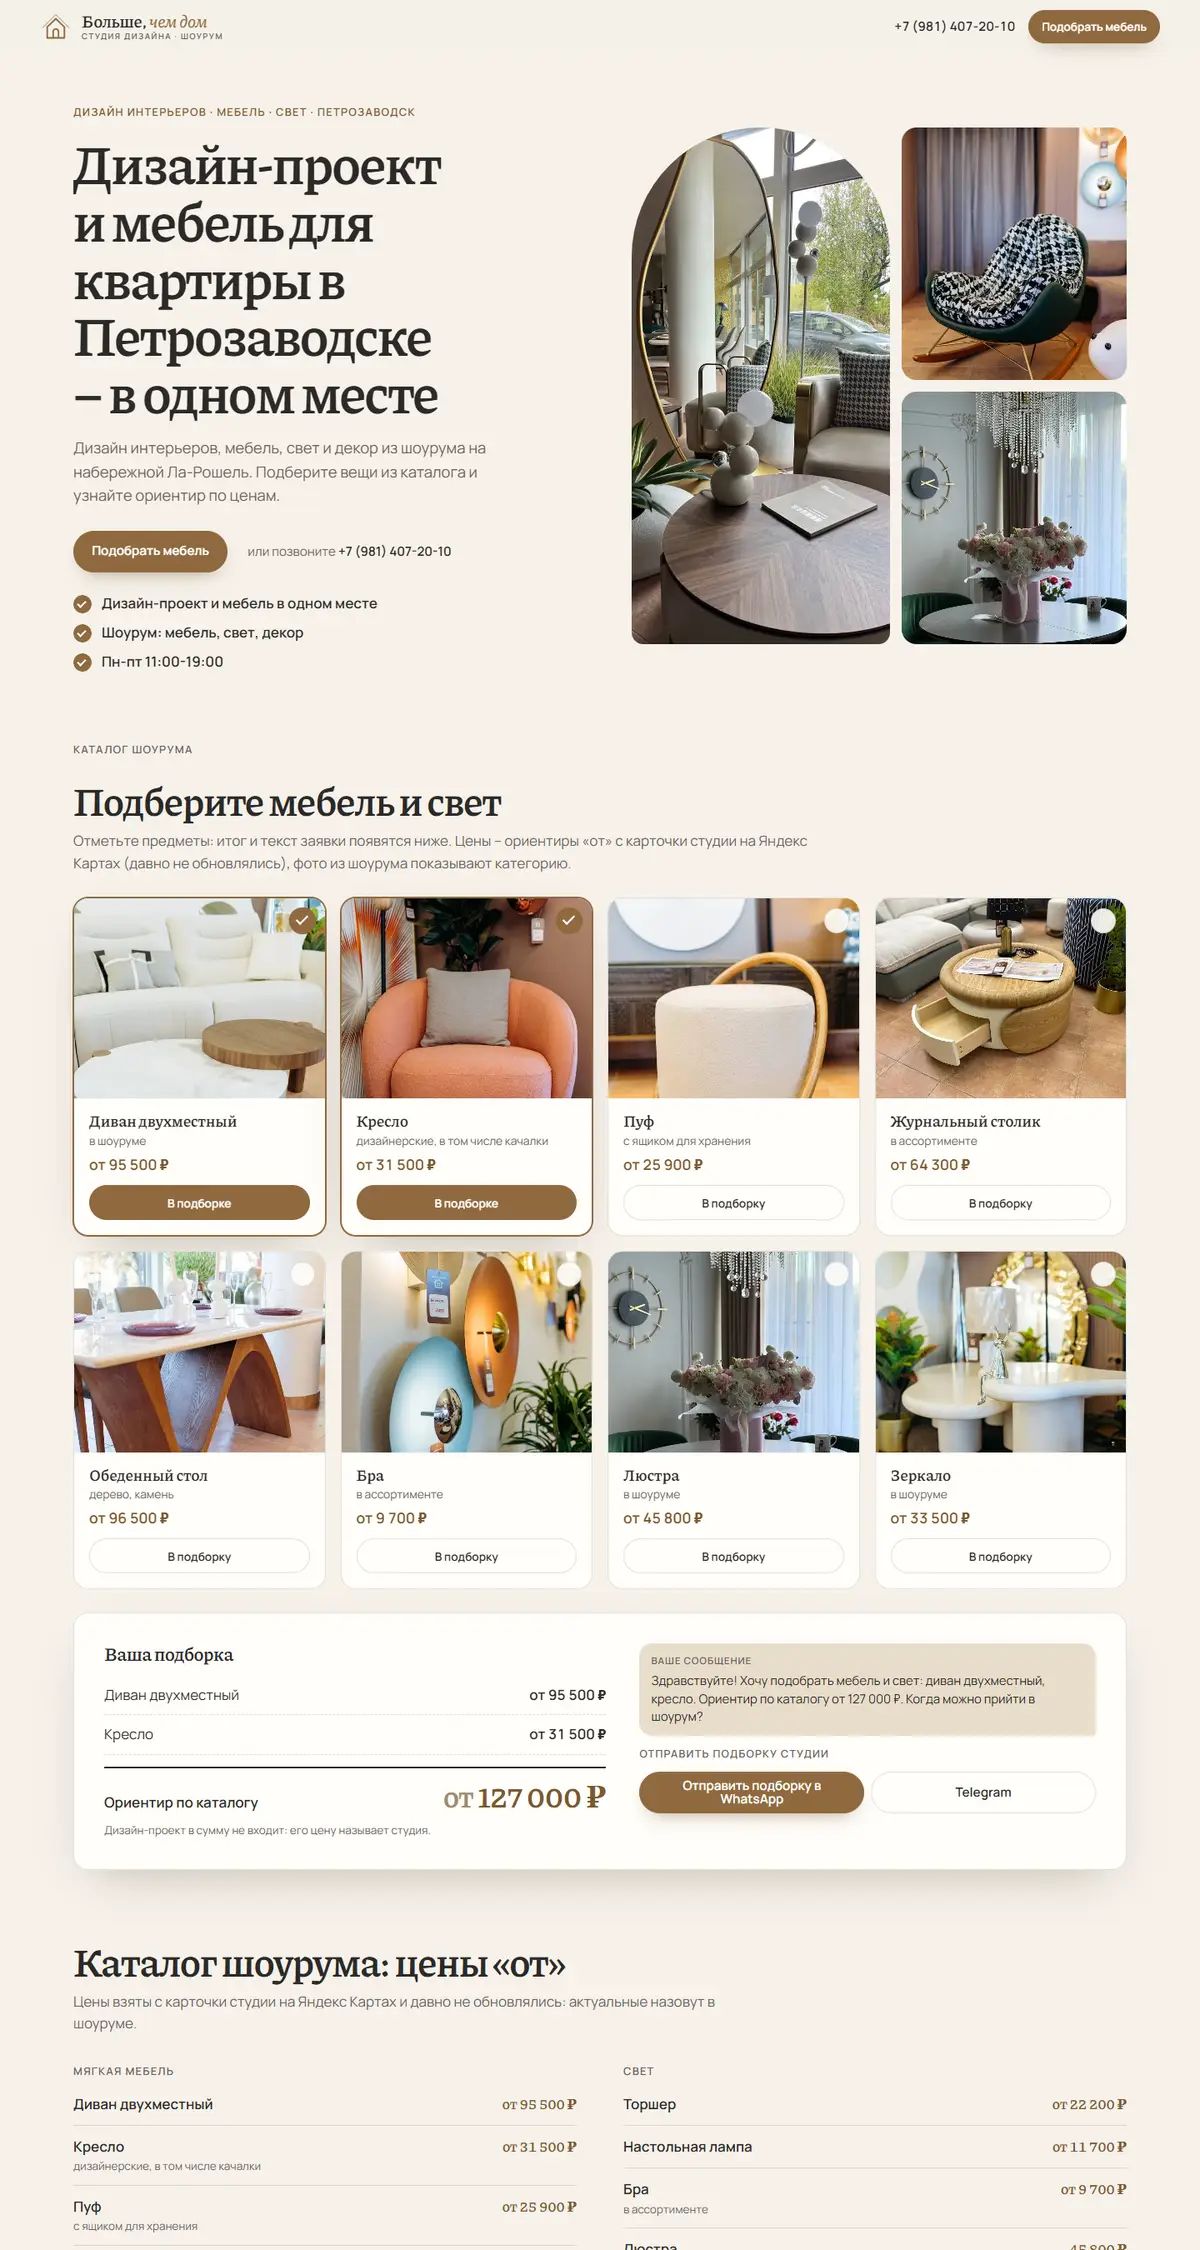 Больше, чем дом
СТУДИЯ ДИЗАЙНА · ШОУРУМ
+7 (981) 407-20-10
Подобрать мебель
ДИЗАЙН ИНТЕРЬЕРОВ · МЕБЕЛЬ · СВЕТ · ПЕТРОЗАВОДСК
Дизайн-проект
и мебель для
квартиры в
Петрозаводске
– в одном месте
Дизайн интерьеров, мебель, свет и декор из шоурума на
набережной Ла-Рошель. Подберите вещи из каталога и
узнайте ориентир по ценам.
Подобрать мебель
или позвоните +7 (981) 407-20-10
Дизайн-проект и мебель в одном месте
Шоурум: мебель, свет, декор
Пн-пт 11:00-19:00
КАТАЛОГ ШОУРУМА
Подберите мебель и свет
Отметьте предметы: итог и текст заявки появятся ниже. Цены – ориентиры «от» с карточки студии на Яндекс
Картах (давно не обновлялись), фото из шоурума показывают категорию.
Диван двухместный
в шоуруме
от 95 500 ₽
В подборке
Кресло
дизайнерские, в том числе качалки
от 31 500 ₽
В подборке
Пуф
с ящиком для хранения
от 25 900 ₽
В подборку
Журнальный столик
в ассортименте
от 64 300 ₽
В подборку
Обеденный стол
дерево, камень
от 96 500 ₽
В подборку
Бра
в ассортименте
от 9 700 ₽
В подборку
Люстра
в шоуруме
от 45 800 ₽
В подборку
Зеркало
в шоуруме
от 33 500 ₽
В подборку
Ваша подборка
Диван двухместный
от 95 500 ₽
Кресло
от 31 500 ₽
Ориентир по каталогу
от 127 000 ₽
Дизайн-проект в сумму не входит: его цену называет студия.
ВАШЕ СООБЩЕНИЕ
Здравствуйте! Хочу подобрать мебель и свет: диван двухместный,
кресло. Ориентир по каталогу от 127 000 ₽. Когда можно прийти в
шоурум?
ОТПРАВИТЬ ПОДБОРКУ СТУДИИ
Отправить подборку в
WhatsApp
Telegram
Каталог шоурума: цены «от»
Цены взяты с карточки студии на Яндекс Картах и давно не обновлялись: актуальные назовут в
шоуруме.
МЯГКАЯ МЕБЕЛЬ
Диван двухместный
от 95 500 ₽
Кресло
от 31 500 ₽
дизайнерские, в том числе качалки
Пуф
от 25 900 ₽
с ящиком для хранения
СВЕТ
Торшер
от 22 200 ₽
Настольная лампа
от 11 700 ₽
Бра
от 9 700 ₽
в ассортименте
Люстра
45 800 ₽